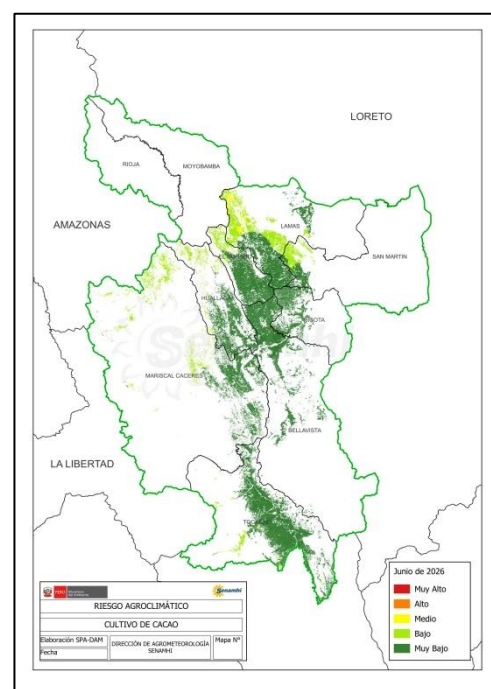 LORETO
RIOJA
MOYOBAMBA
AMAZONAS
LAMAS
SAN MARTIN
HUALLAGA
MARISCAL CACERES
BELLAVISTA
LA LIBERTAD
Senamhi
PERÚ
Senamhi
RIESGO AGROCLIMÁTICO
CULTIVO DE CACAO
Elaboración SPA-DAM
Fecha
DIRECCIÓN DE AGROMETEOROLOGÍA
SENAMHI
Mapa N°
Junio de 2026
Muy Alto
Alto
Medio
Bajo
Muy Bajo